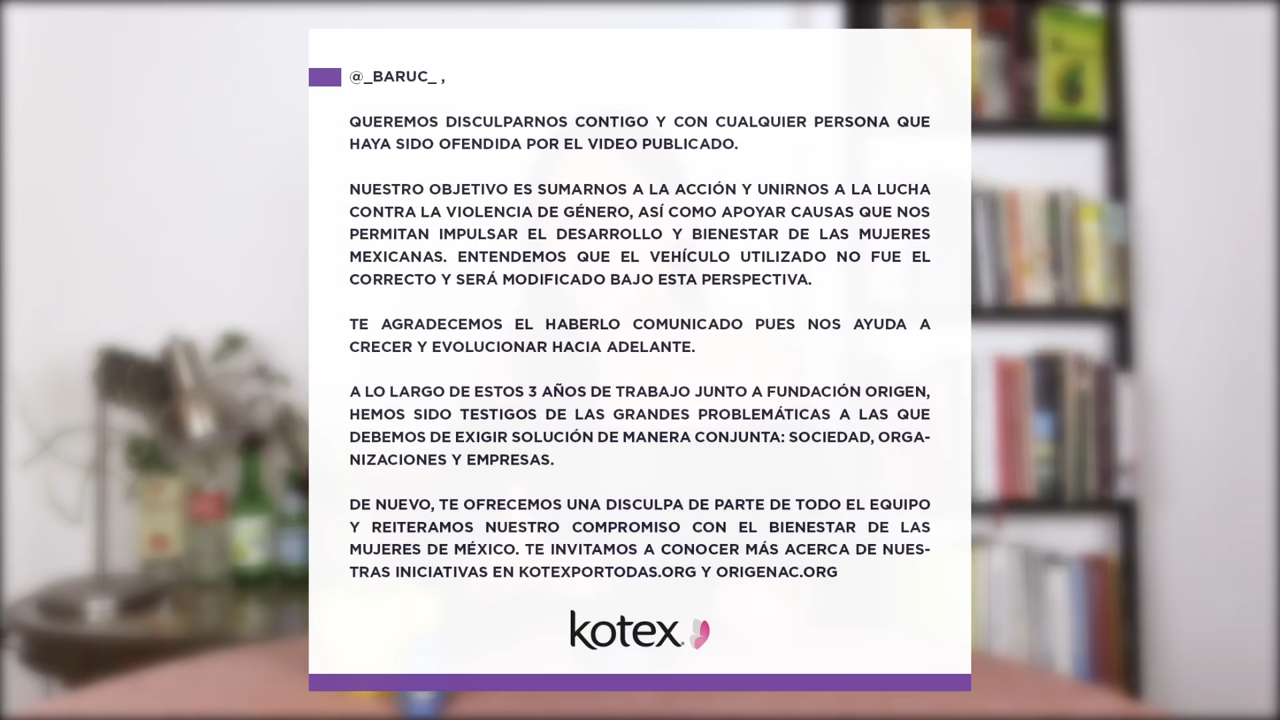 @_BARUC_ ,
QUEREMOS DISCULPARNOS CONTIGO Y CON CUALQUIER PERSONA QUE
HAYA SIDO OFENDIDA POR EL VIDEO PUBLICADO.
NUESTRO OBJETIVO ES SUMARNOS A LA ACCIÓN Y UNIRNOS A LA LUCHA
CONTRA LA VIOLENCIA DE GÉNERO, ASÍ COMO APOYAR CAUSAS QUE NOS
PERMITAN IMPULSAR EL DESARROLLO Y BIENESTAR DE LAS MUJERES
MEXICANAS. ENTENDEMOS QUE EL VEHÍCULO UTILIZADO NO FUE EL
CORRECTO Y SERÁ MODIFICADO BAJO ESTA PERSPECTIVA.
TE AGRADECEMOS EL HABERLO COMUNICADO PUES NOS AYUDA A
CRECER Y EVOLUCIONAR HACIA ADELANTE.
A LO LARGO DE ESTOS 3 AÑOS DE TRABAJO JUNTO A FUNDACIÓN ORIGEN,
HEMOS SIDO TESTIGOS DE LAS GRANDES PROBLEMÁTICAS A LAS QUE
DEBEMOS DE EXIGIR SOLUCIÓN DE MANERA CONJUNTA: SOCIEDAD, ORGA-
NIZACIONES Y EMPRESAS.
DE NUEVO, TE OFRECEMOS UNA DISCULPA DE PARTE DE TODO EL EQUIPO
Y REITERAMOS NUESTRO COMPROMISO CON EL BIENESTAR DE LAS
MUJERES DE MÉXICO. TE INVITAMOS A CONOCER MÁS ACERCA DE NUES-
TRAS INICIATIVAS EN KOTEXPORTODAS.ORG Y ORIGENAC.ORG
kotex